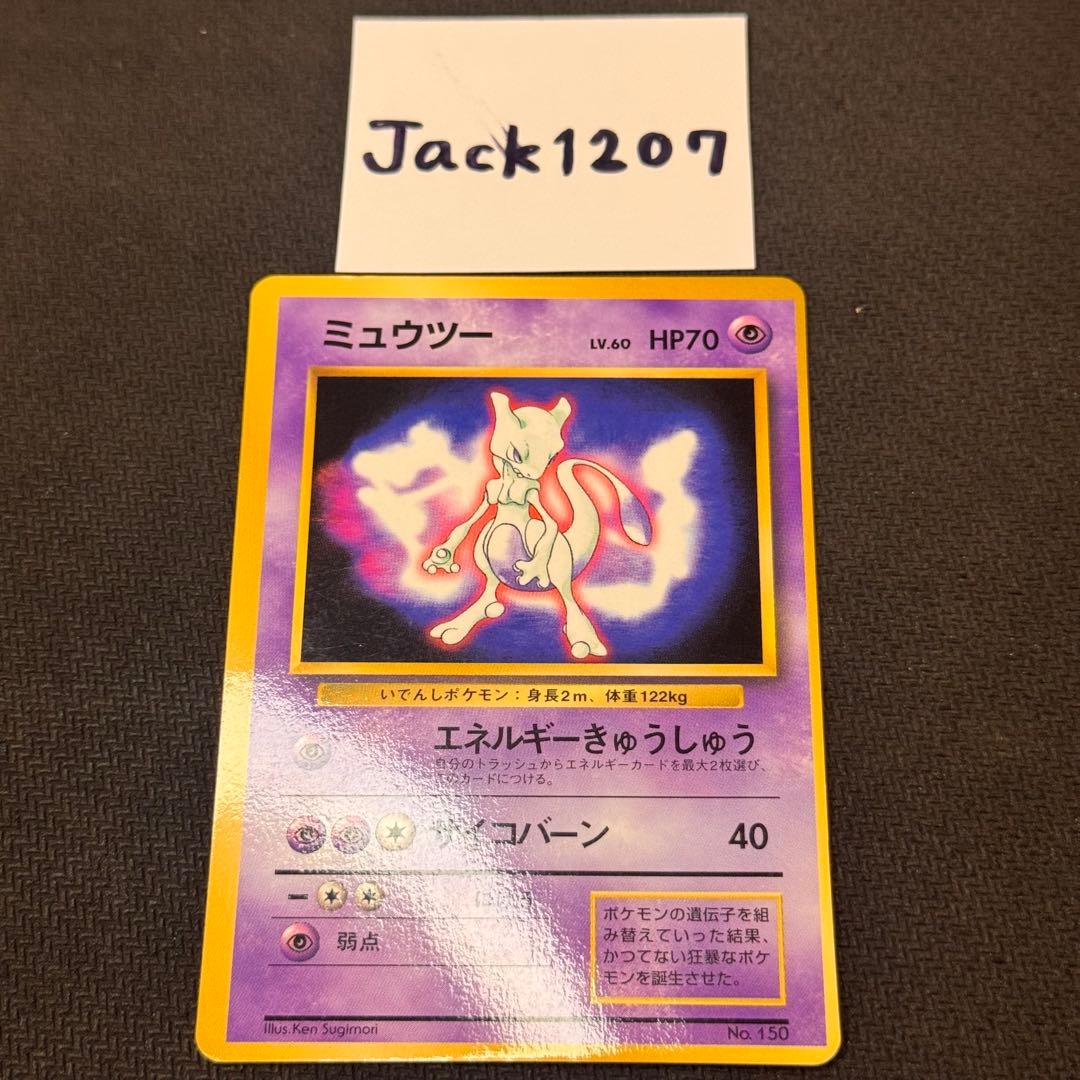 Jack1207
ミュウツー LV.60 HP70
いでんしポケモン：身長2m、体重122kg
エネルギーきゅうしゅう
自分のトラッシュからエネルギーカードを最大2枚選び、
このカードにつける。
サイコバーン 40
にげる
弱点
ポケモンの遺伝子を組
み替えていった結果、
かつてない狂暴なポケ
モンを誕生させた。
Illus. Ken Sugimori
No. 150